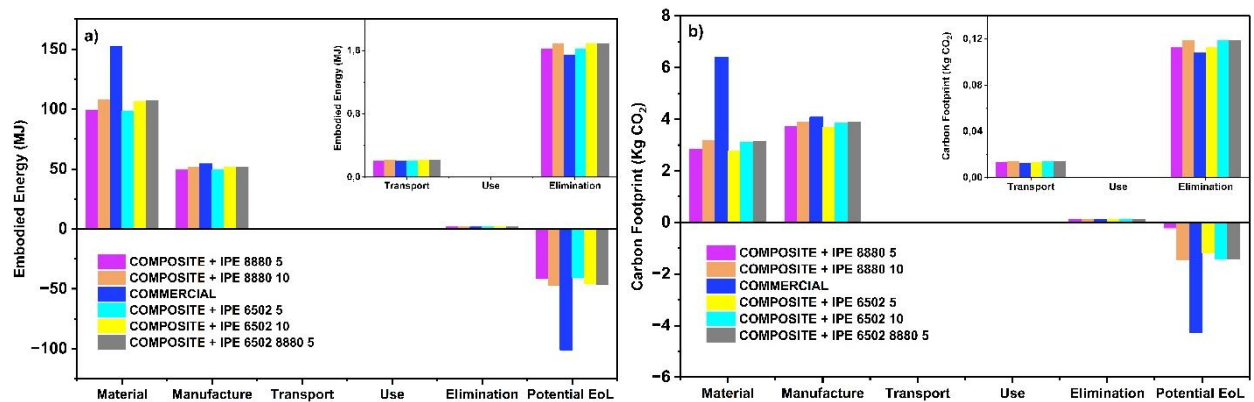 a)
Embodied Energy (MJ)
150
100
50
0
−50
−100
Embodied Energy (MJ)
0,8
0,0
Transport
Use
Elimination
COMPOSITE + IPE 8880 5
COMPOSITE + IPE 8880 10
COMMERCIAL
COMPOSITE + IPE 6502 5
COMPOSITE + IPE 6502 10
COMPOSITE + IPE 6502 8880 5
Material
Manufacture
Transport
Use
Elimination
Potential EoL
b)
Carbon Footprint (Kg CO₂)
8
6
4
2
0
−2
−4
−6
Carbon Footprint (Kg CO₂)
0,12
0,06
0,00
Transport
Use
Elimination
COMPOSITE + IPE 8880 5
COMPOSITE + IPE 8880 10
COMMERCIAL
COMPOSITE + IPE 6502 5
COMPOSITE + IPE 6502 10
COMPOSITE + IPE 6502 8880 5
Material
Manufacture
Transport
Use
Elimination
Potential EoL